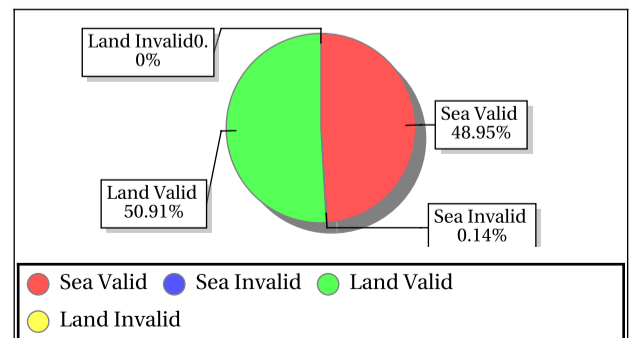 Land Invalid0.
0%
Sea Valid
48.95%
Land Valid
50.91%
Sea Invalid
0.14%
Sea Valid
Sea Invalid
Land Valid
Land Invalid